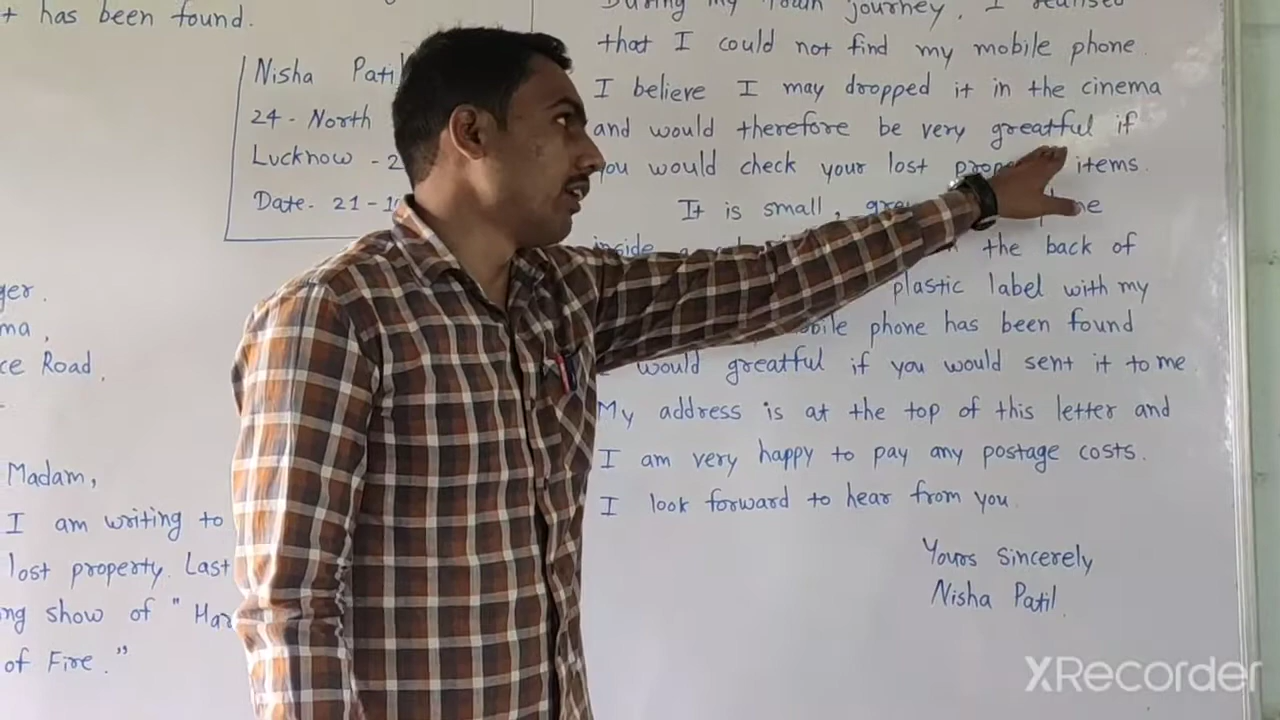 t has been found.
Nisha Patil
24 - North
Lucknow - 2
Date - 21 - 1
ger.
ma,
ce Road.
Madam,
I am writing to
lost property. Last
ng show of " Har
of Fire."
During my Town journey, I realised
that I could not find my mobile phone.
I believe I may dropped it in the cinema
and would therefore be very greatful if
you would check your lost items.
It is small,
inside the back of
plastic label with my
phone has been found
would greatful if you would sent it to me
My address is at the top of this letter and
I am very happy to pay any postage costs.
I look forward to hear from you.
Yours sincerely
Nisha Patil.
XRecorder